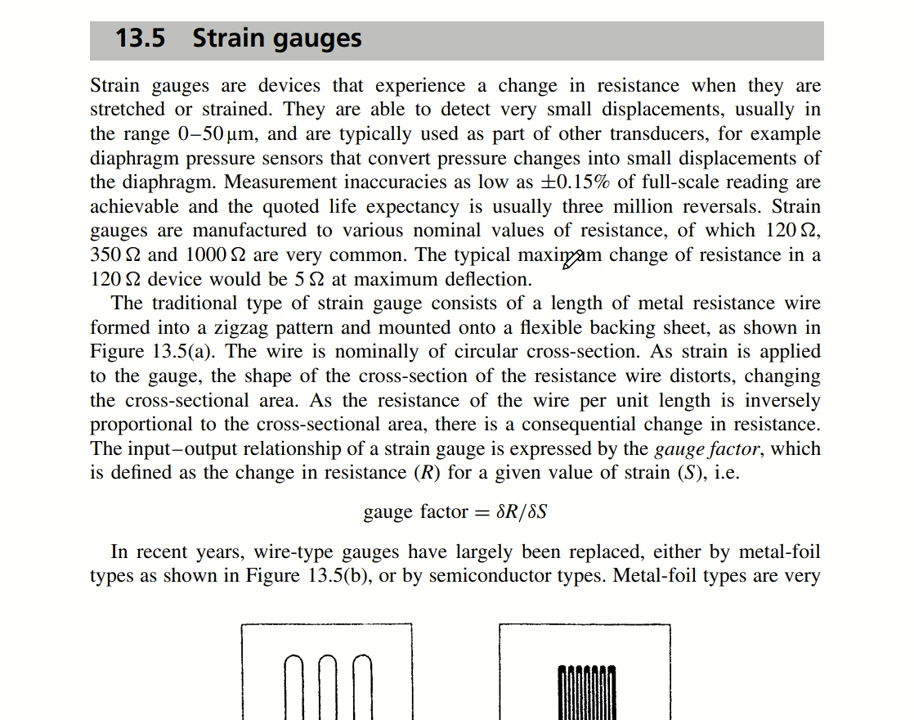 13.5 Strain gauges
Strain gauges are devices that experience a change in resistance when they are
stretched or strained. They are able to detect very small displacements, usually in
the range 0–50 μm, and are typically used as part of other transducers, for example
diaphragm pressure sensors that convert pressure changes into small displacements of
the diaphragm. Measurement inaccuracies as low as ±0.15% of full-scale reading are
achievable and the quoted life expectancy is usually three million reversals. Strain
gauges are manufactured to various nominal values of resistance, of which 120 Ω,
350 Ω and 1000 Ω are very common. The typical maximum change of resistance in a
120 Ω device would be 5 Ω at maximum deflection.
The traditional type of strain gauge consists of a length of metal resistance wire
formed into a zigzag pattern and mounted onto a flexible backing sheet, as shown in
Figure 13.5(a). The wire is nominally of circular cross-section. As strain is applied
to the gauge, the shape of the cross-section of the resistance wire distorts, changing
the cross-sectional area. As the resistance of the wire per unit length is inversely
proportional to the cross-sectional area, there is a consequential change in resistance.
The input–output relationship of a strain gauge is expressed by the gauge factor, which
is defined as the change in resistance (R) for a given value of strain (S), i.e.
gauge factor = δR/δS
In recent years, wire-type gauges have largely been replaced, either by metal-foil
types as shown in Figure 13.5(b), or by semiconductor types. Metal-foil types are very